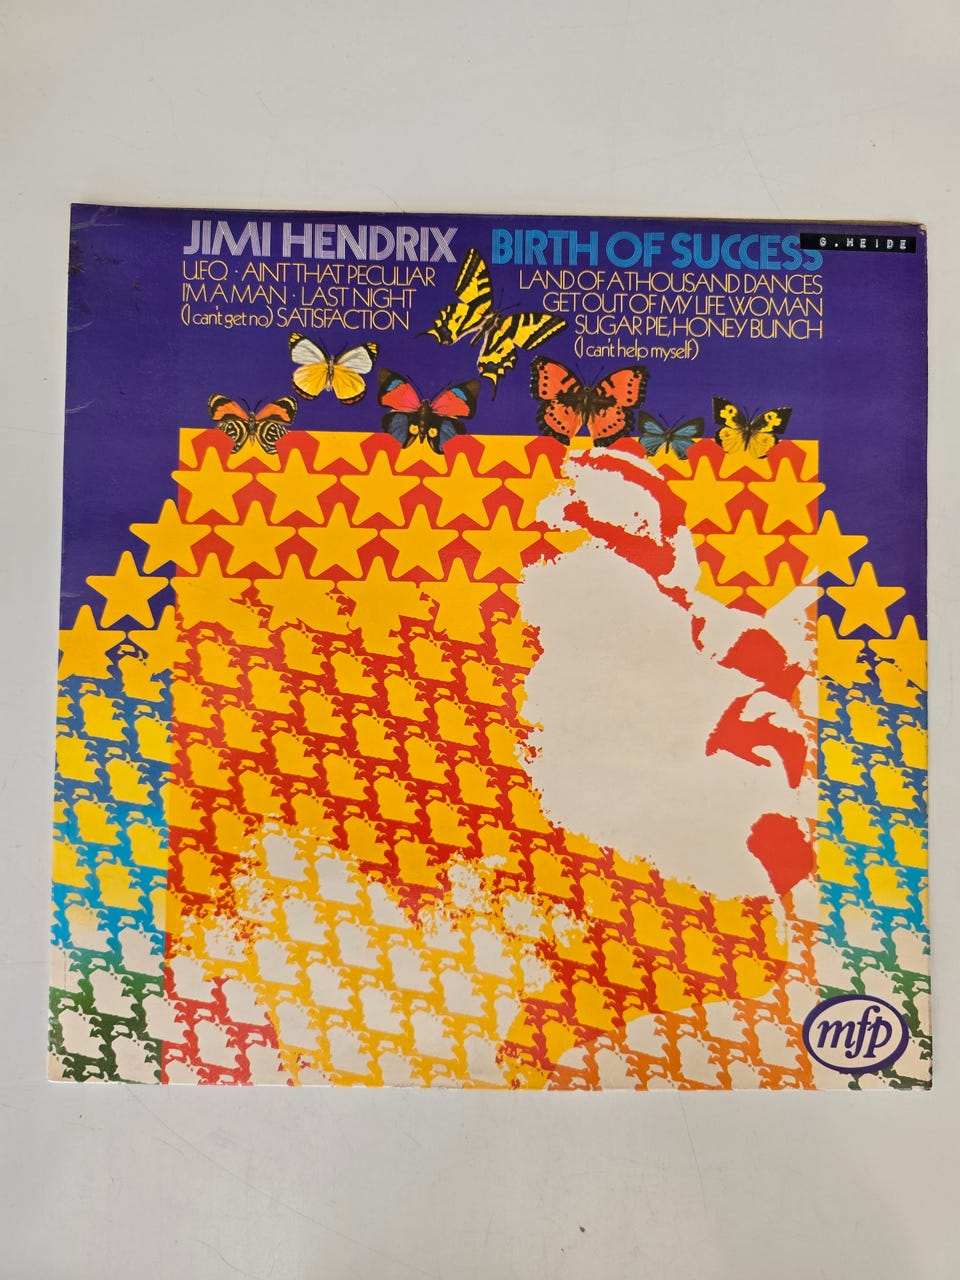 JIMI HENDRIX
U.F.O. · AINT THAT PECULIAR
I'M A MAN · LAST NIGHT
(I cant get no) SATISFACTION
BIRTH OF SUCCESS
LAND OF A THOUSAND DANCES
GET OUT OF MY LIFE WOMAN
SUGAR PIE, HONEY BUNCH
(I can't help myself)
G. HEIDE
mfp